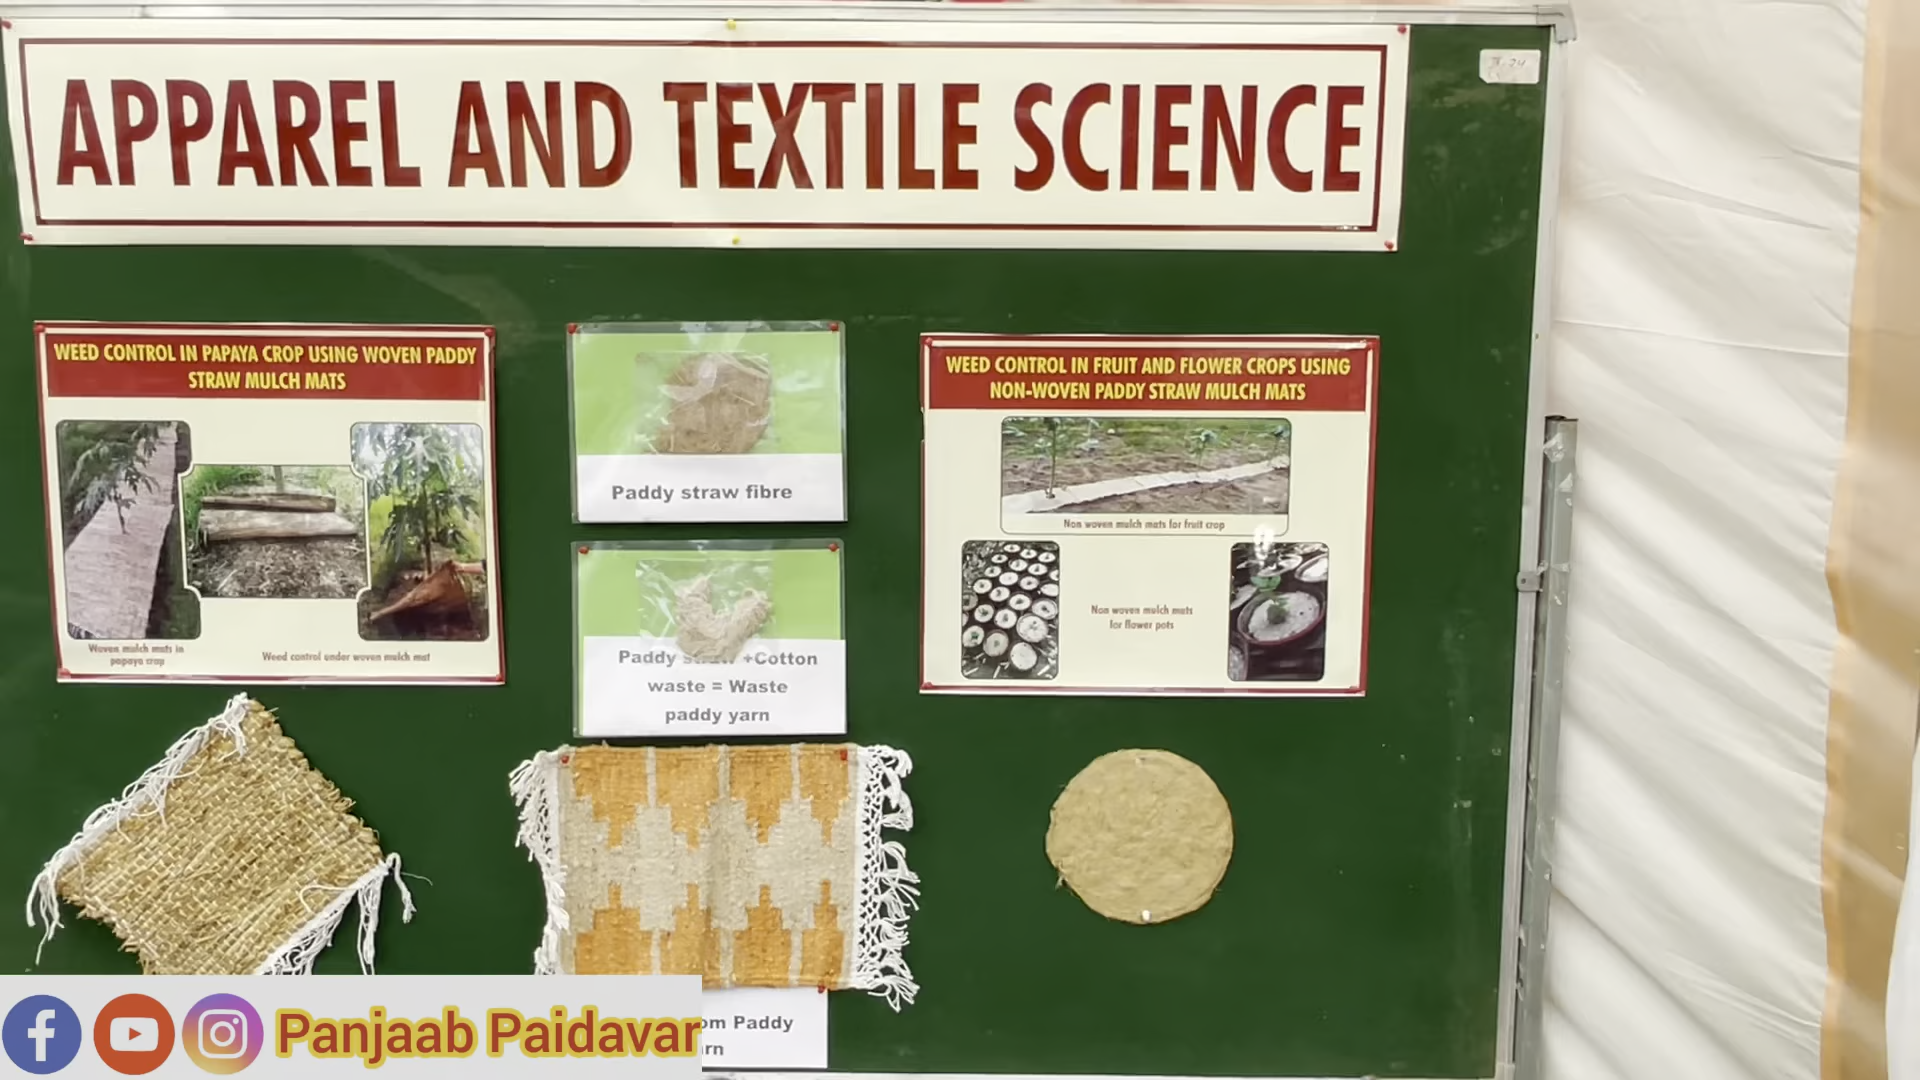 APPAREL AND TEXTILE SCIENCE
WEED CONTROL IN PAPAYA CROP USING WOVEN PADDY
STRAW MULCH MATS
Woven mulch mats in
papaya crop
Weed control under woven mulch mat
Paddy straw fibre
Paddy straw +Cotton
waste = Waste
paddy yarn
WEED CONTROL IN FRUIT AND FLOWER CROPS USING
NON-WOVEN PADDY STRAW MULCH MATS
Non woven mulch mats for fruit crop
Non woven mulch mats
for flower pots
Paddy
Panjaab Paidavar